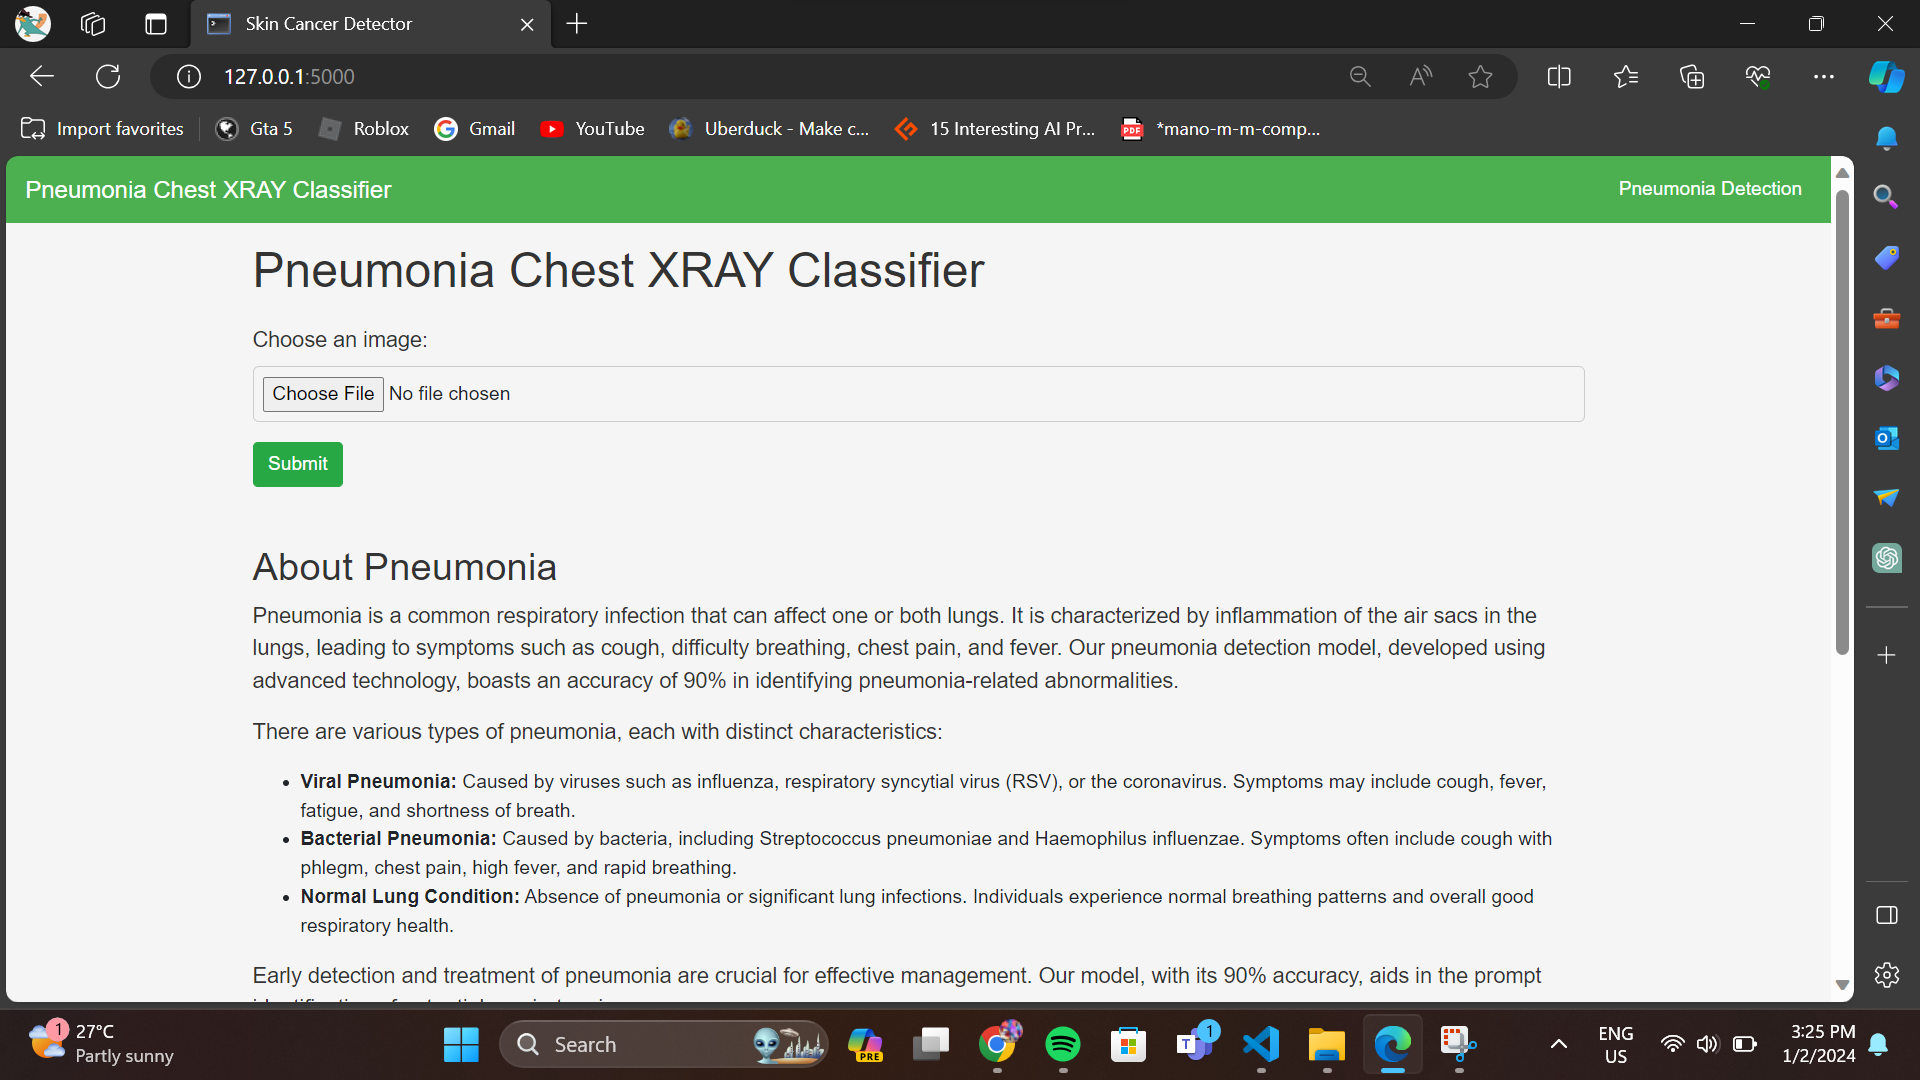 Skin Cancer Detector
127.0.0.1:5000
Import favorites
Gta 5
Roblox
Gmail
YouTube
Uberduck - Make c...
15 Interesting AI Pr...
*mano-m-m-comp...
Pneumonia Chest XRAY Classifier
Pneumonia Detection
Pneumonia Chest XRAY Classifier
Choose an image:
Choose File No file chosen
Submit
About Pneumonia
Pneumonia is a common respiratory infection that can affect one or both lungs. It is characterized by inflammation of the air sacs in the
lungs, leading to symptoms such as cough, difficulty breathing, chest pain, and fever. Our pneumonia detection model, developed using
advanced technology, boasts an accuracy of 90% in identifying pneumonia-related abnormalities.
There are various types of pneumonia, each with distinct characteristics:
• Viral Pneumonia: Caused by viruses such as influenza, respiratory syncytial virus (RSV), or the coronavirus. Symptoms may include cough, fever,
fatigue, and shortness of breath.
• Bacterial Pneumonia: Caused by bacteria, including Streptococcus pneumoniae and Haemophilus influenzae. Symptoms often include cough with
phlegm, chest pain, high fever, and rapid breathing.
• Normal Lung Condition: Absence of pneumonia or significant lung infections. Individuals experience normal breathing patterns and overall good
respiratory health.
Early detection and treatment of pneumonia are crucial for effective management. Our model, with its 90% accuracy, aids in the prompt
1
27°C
Partly sunny
Search
PRE
1
ENG
US
3:25 PM
1/2/2024